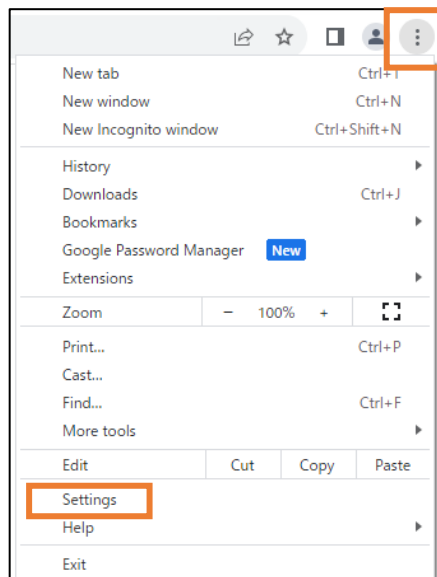 New tab Ctrl+T
New window Ctrl+N
New Incognito window Ctrl+Shift+N
History
Downloads Ctrl+J
Bookmarks
Google Password Manager New
Extensions
Zoom − 100% +
Print... Ctrl+P
Cast...
Find... Ctrl+F
More tools
Edit Cut Copy Paste
Settings
Help
Exit